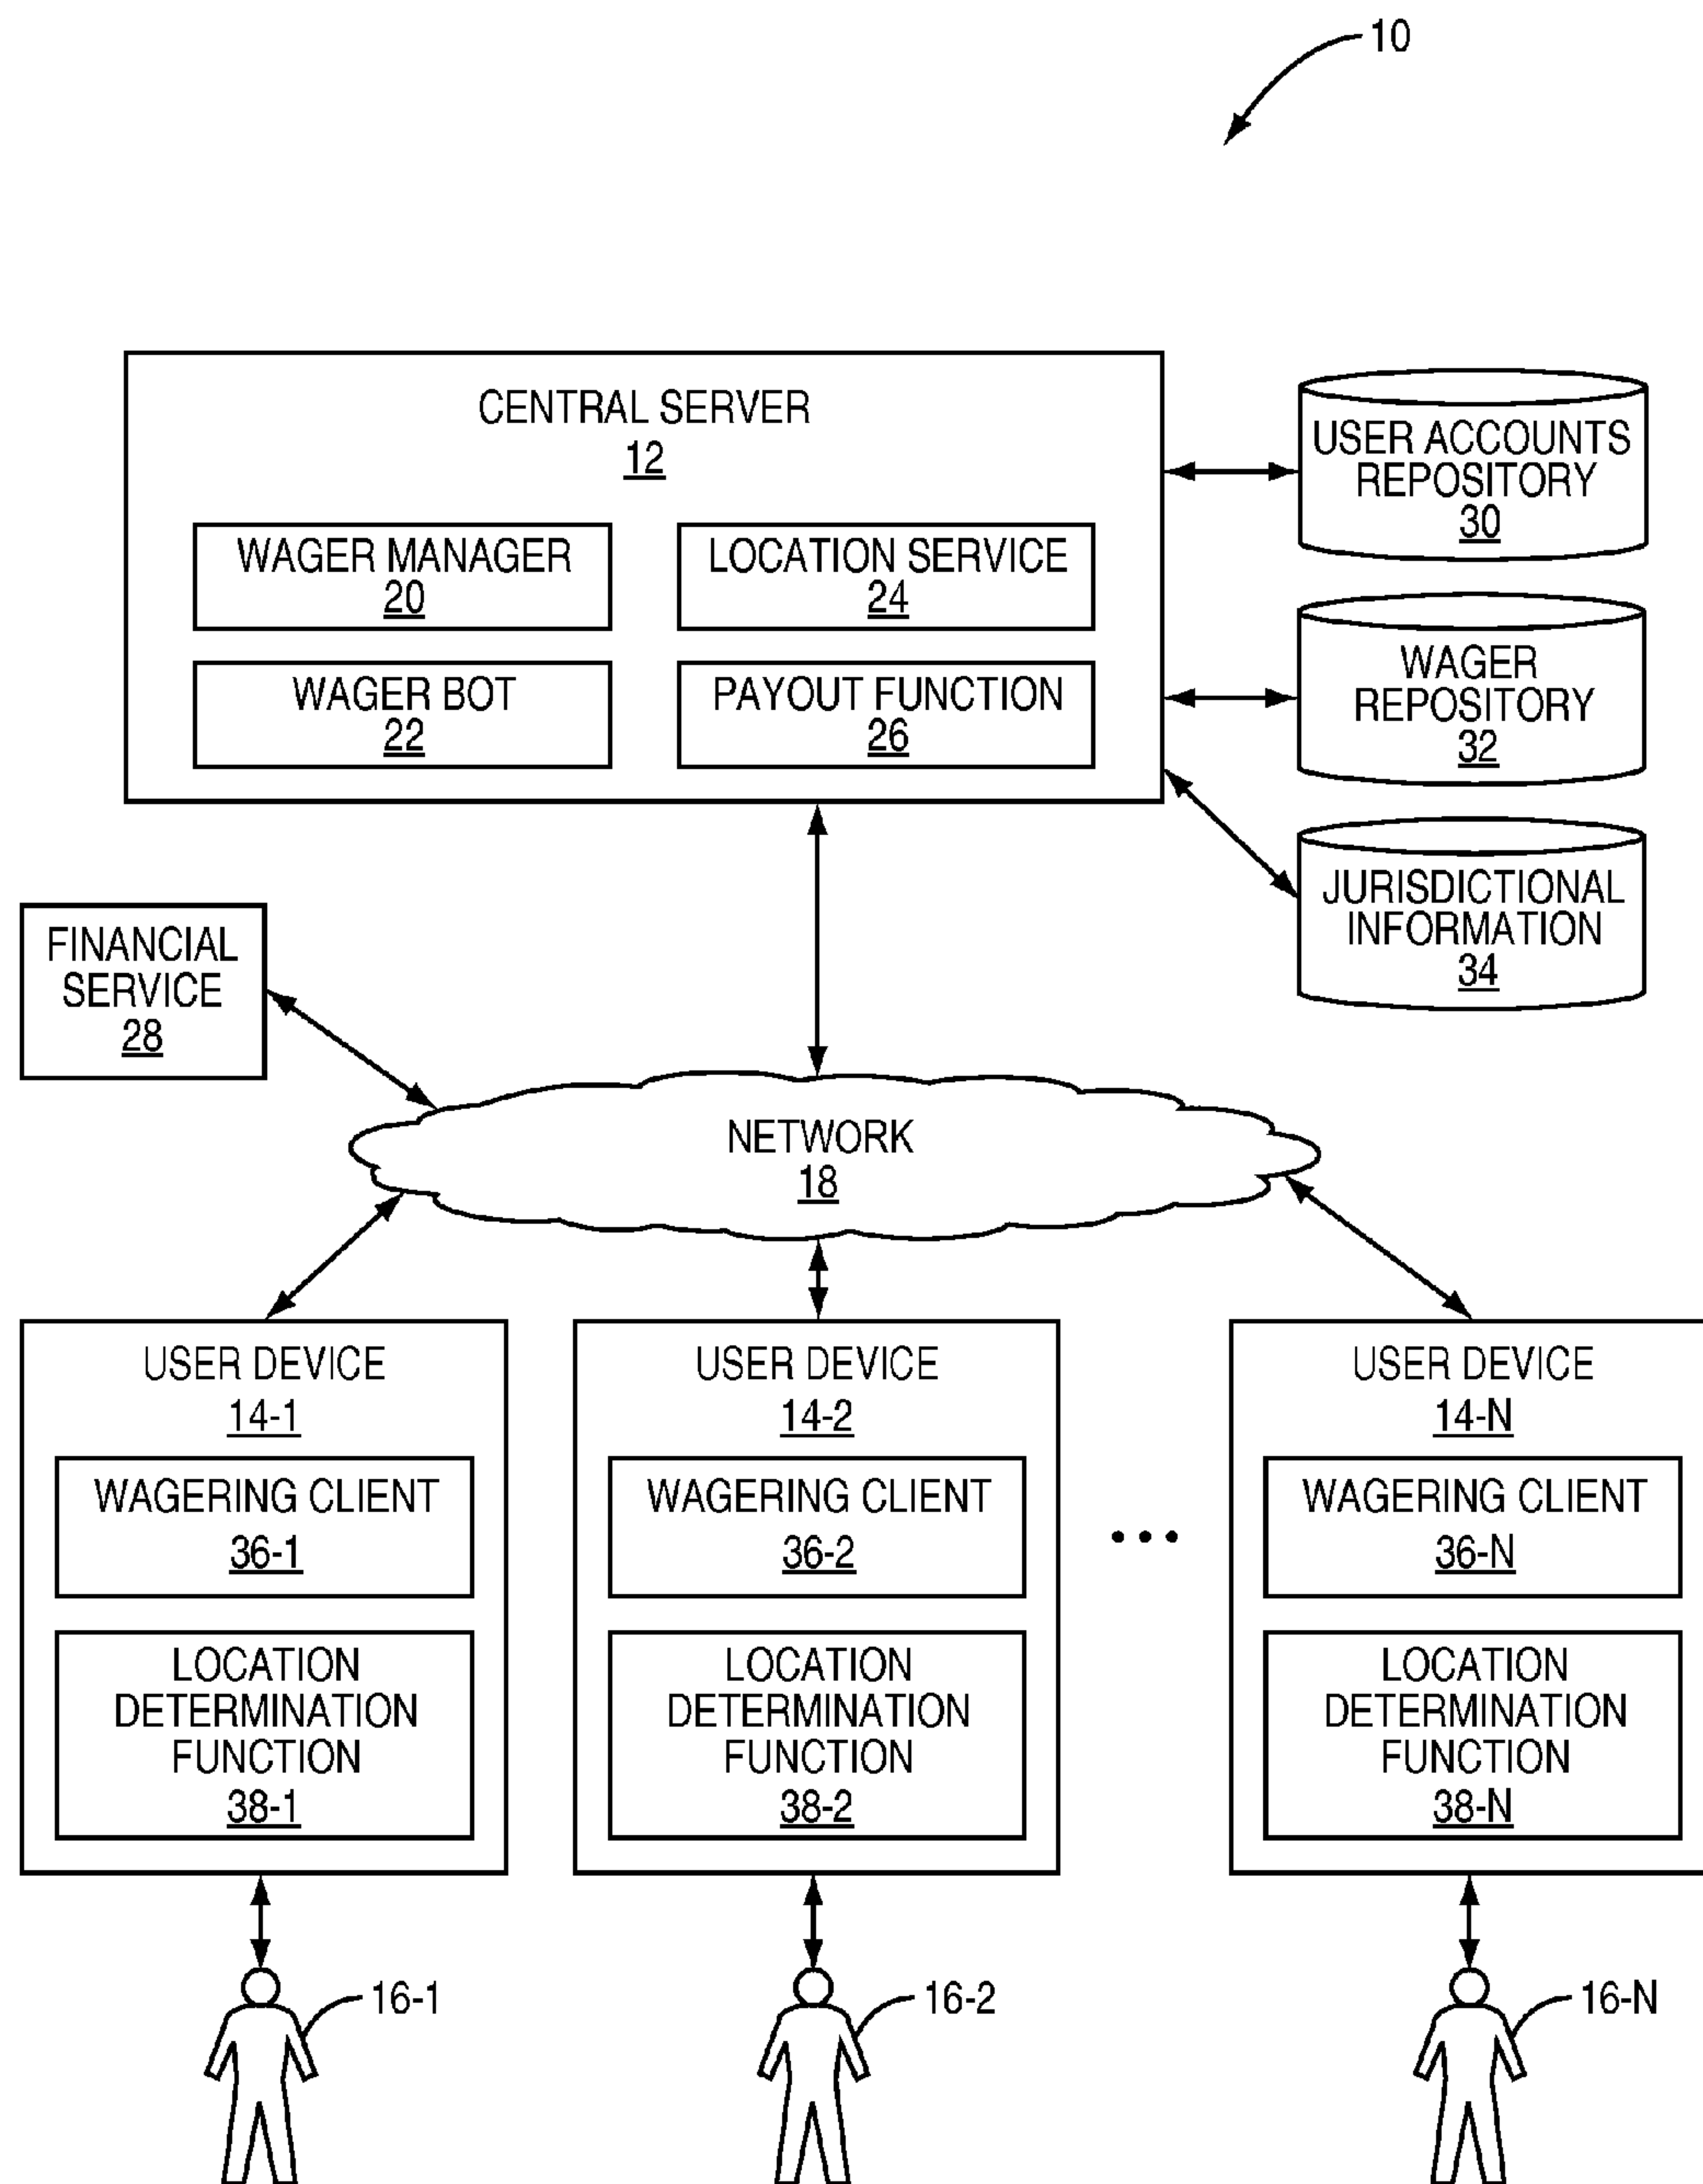 10
CENTRAL SERVER
12
WAGER MANAGER
20
LOCATION SERVICE
24
WAGER BOT
22
PAYOUT FUNCTION
26
USER ACCOUNTS
REPOSITORY
30
WAGER
REPOSITORY
32
JURISDICTIONAL
INFORMATION
34
FINANCIAL
SERVICE
28
NETWORK
18
USER DEVICE
14-1
WAGERING CLIENT
36-1
LOCATION
DETERMINATION
FUNCTION
38-1
16-1
USER DEVICE
14-2
WAGERING CLIENT
36-2
LOCATION
DETERMINATION
FUNCTION
38-2
16-2
• • •
USER DEVICE
14-N
WAGERING CLIENT
36-N
LOCATION
DETERMINATION
FUNCTION
38-N
16-N